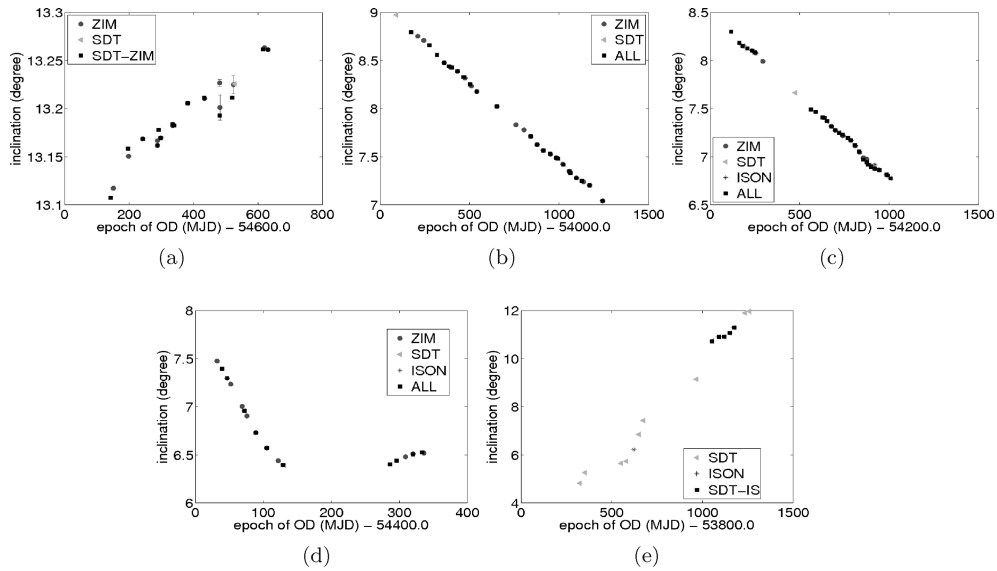 13.3
13.25
13.2
13.15
13.1
inclination (degree)
ZIM
SDT
SDT-ZIM
0 200 400 600 800
epoch of OD (MJD) - 54600.0
(a)
9
8.5
8
7.5
7
inclination (degree)
ZIM
SDT
ALL
0 500 1000 1500
epoch of OD (MJD) - 54000.0
(b)
8.5
8
7.5
7
6.5
inclination (degree)
ZIM
SDT
ISON
ALL
0 500 1000 1500
epoch of OD (MJD) - 54200.0
(c)
8
7.5
7
6.5
6
inclination (degree)
ZIM
SDT
ISON
ALL
0 100 200 300 400
epoch of OD (MJD) - 54400.0
(d)
12
10
8
6
4
inclination (degree)
SDT
ISON
SDT-IS
0 500 1000 1500
epoch of OD (MJD) - 53800.0
(e)